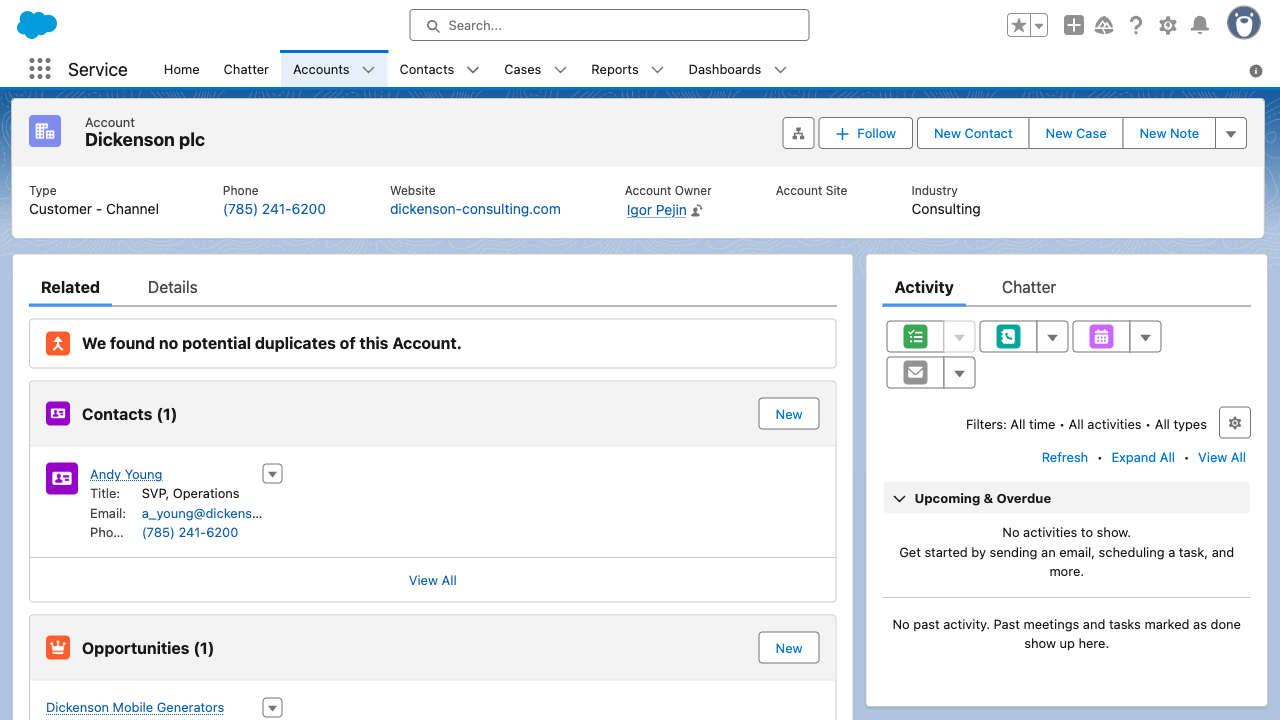 Search...
Service
Home
Chatter
Accounts
Contacts
Cases
Reports
Dashboards
Account
Dickenson plc
Follow
New Contact
New Case
New Note
Type
Phone
Website
Account Owner
Account Site
Industry
Customer - Channel
(785) 241-6200
dickenson-consulting.com
Igor Pejin
Consulting
Related
Details
We found no potential duplicates of this Account.
Contacts (1)
New
Andy Young
Title: SVP, Operations
Email: a_young@dickens...
Pho... (785) 241-6200
View All
Opportunities (1)
New
Dickenson Mobile Generators
Activity
Chatter
Filters: All time • All activities • All types
Refresh • Expand All • View All
Upcoming & Overdue
No activities to show.
Get started by sending an email, scheduling a task, and
more.
No past activity. Past meetings and tasks marked as done
show up here.